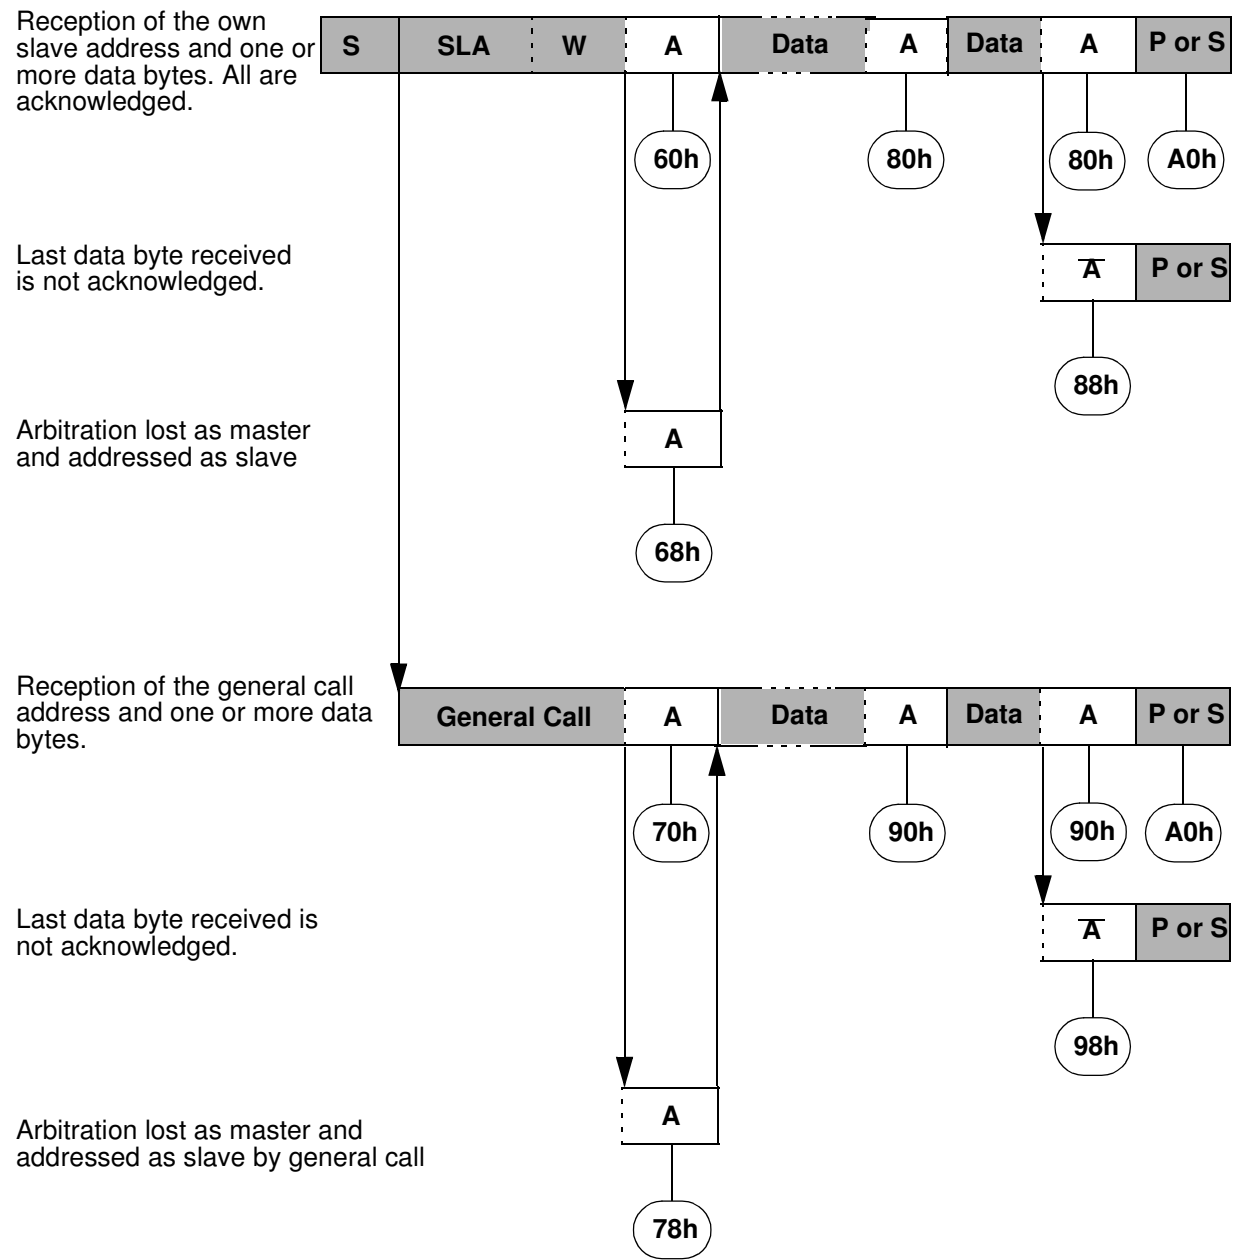 Reception of the own
slave address and one or
more data bytes. All are
acknowledged.
S SLA W A Data A Data A P or S
60h 80h 80h A0h
Last data byte received
is not acknowledged.
A̅ P or S
88h
Arbitration lost as master
and addressed as slave
A
68h
Reception of the general call
address and one or more data
bytes.
General Call A Data A Data A P or S
70h 90h 90h A0h
Last data byte received is
not acknowledged.
A̅ P or S
98h
Arbitration lost as master and
addressed as slave by general call
A
78h